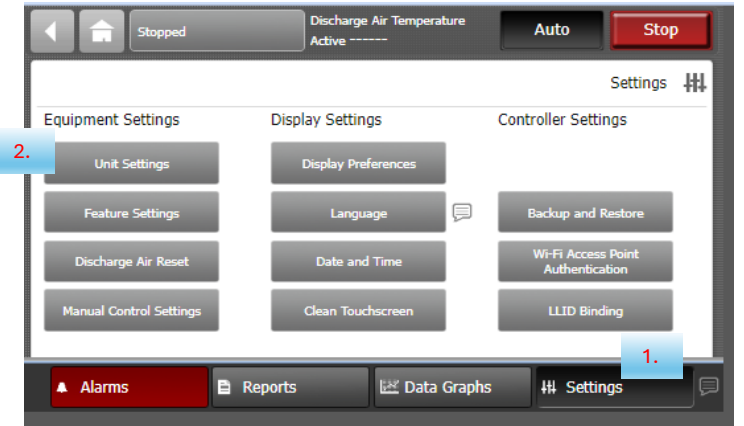 Stopped
Discharge Air Temperature
Active ------
Auto
Stop
Settings
Equipment Settings
Display Settings
Controller Settings
2.
Unit Settings
Display Preferences
Feature Settings
Language
Backup and Restore
Discharge Air Reset
Date and Time
Wi-Fi Access Point
Authentication
Manual Control Settings
Clean Touchscreen
LLID Binding
1.
Alarms
Reports
Data Graphs
Settings